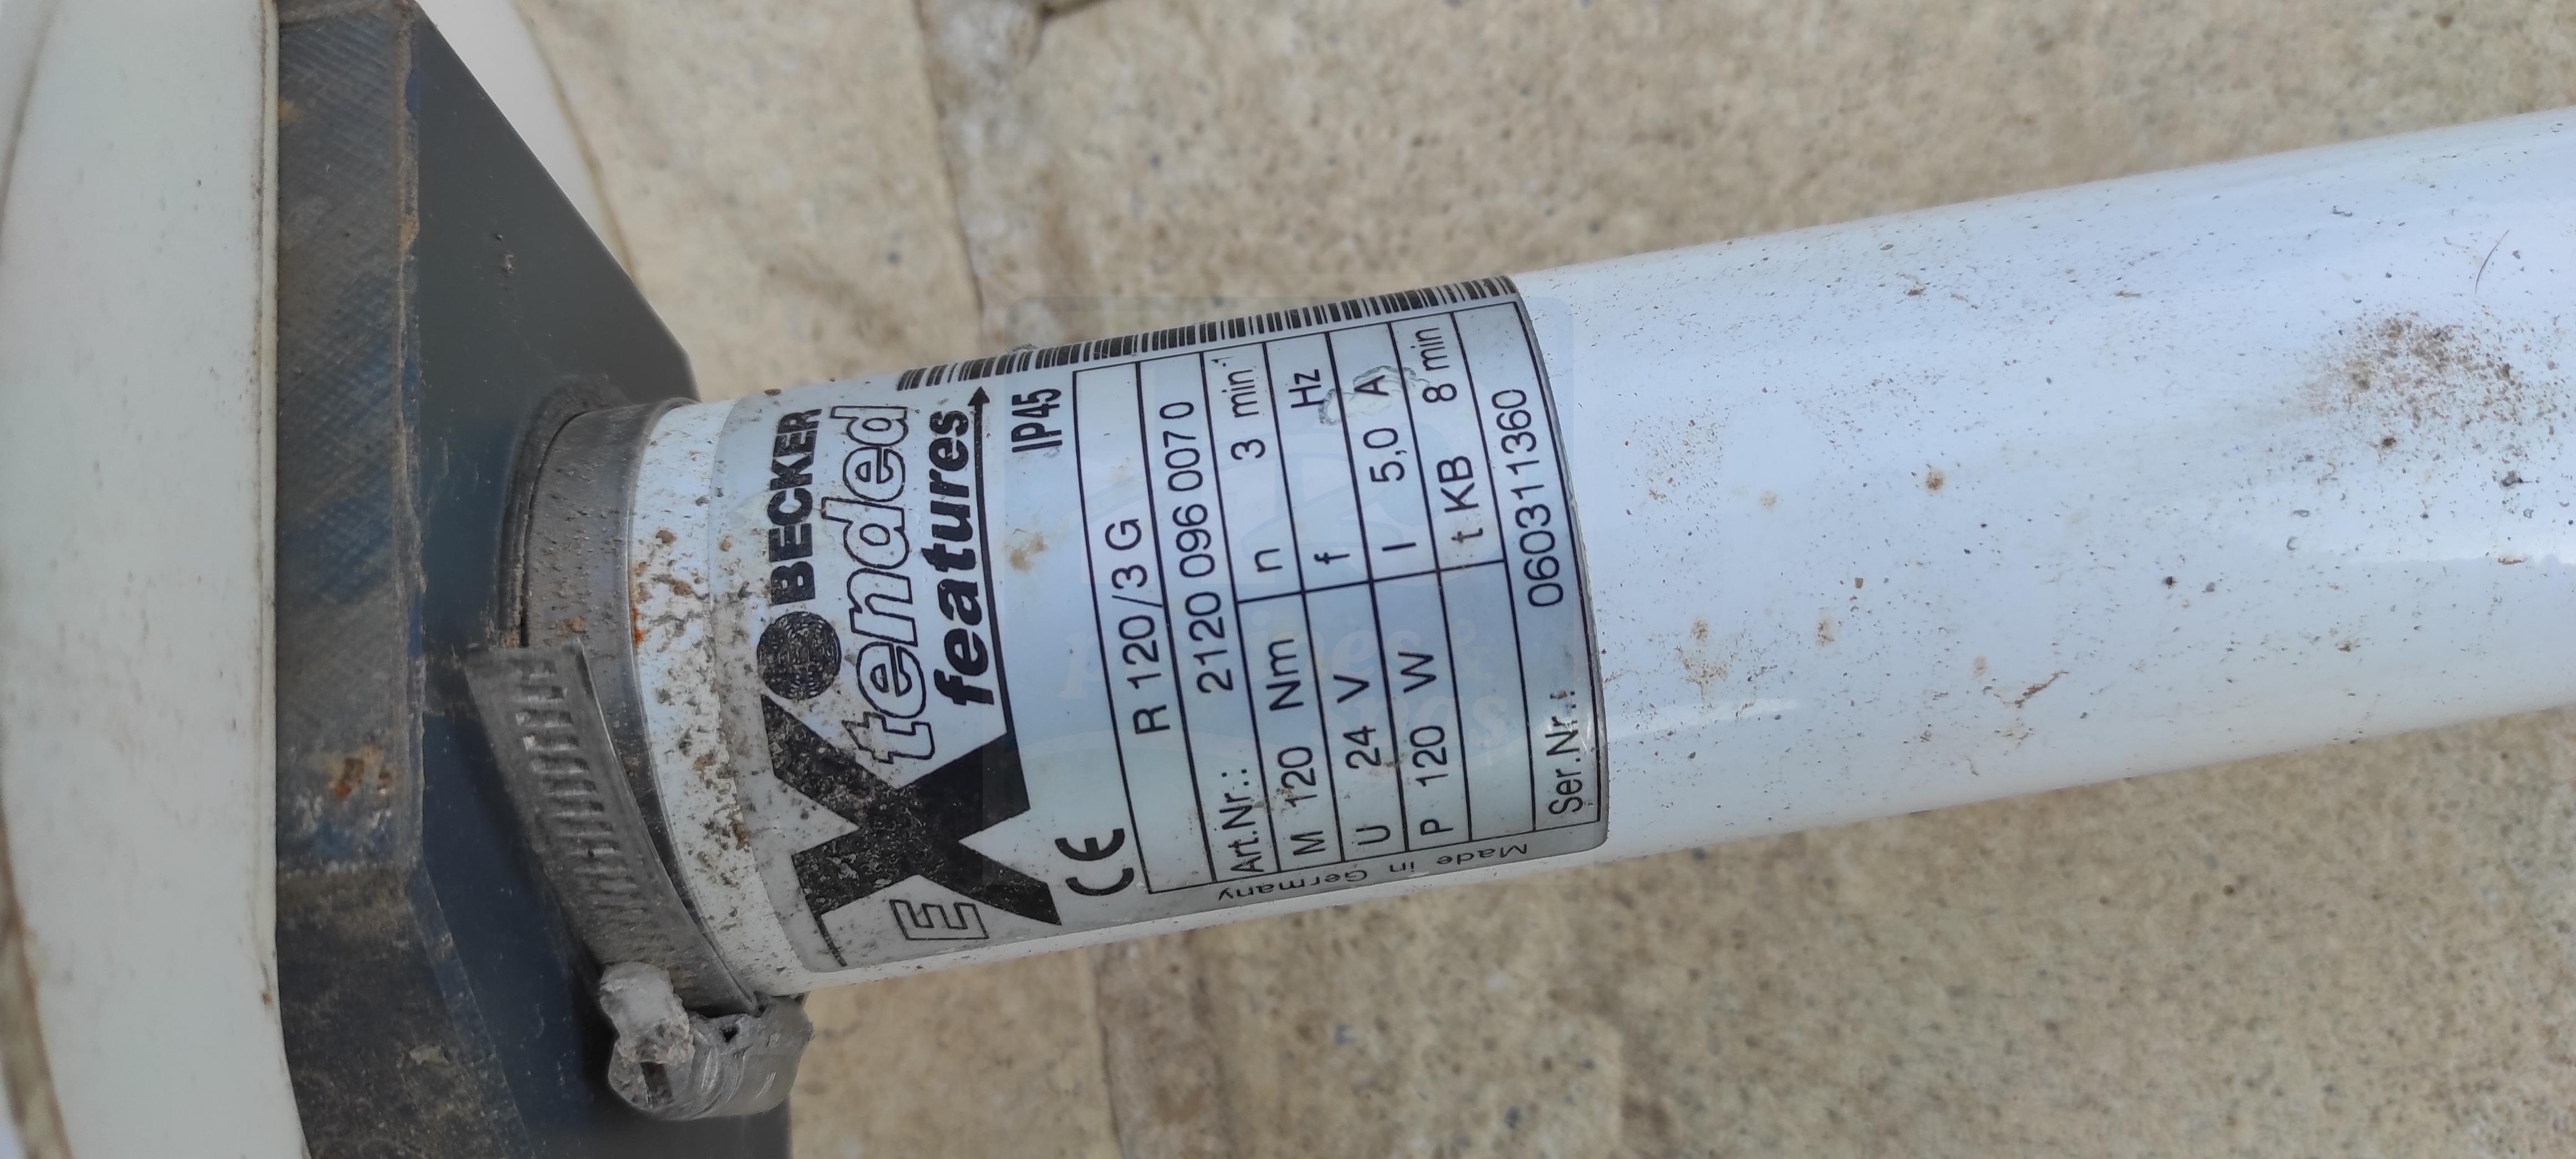 BECKER
EXtended
features
CE IP45
R 120/3 G
Art.Nr.: 2120 096 007 0
M 120 Nm n 3 min-1
U 24 V f Hz
P 120 W I 5,0 A
t KB 8 min
Ser.Nr.: 060311360
Made in Germany